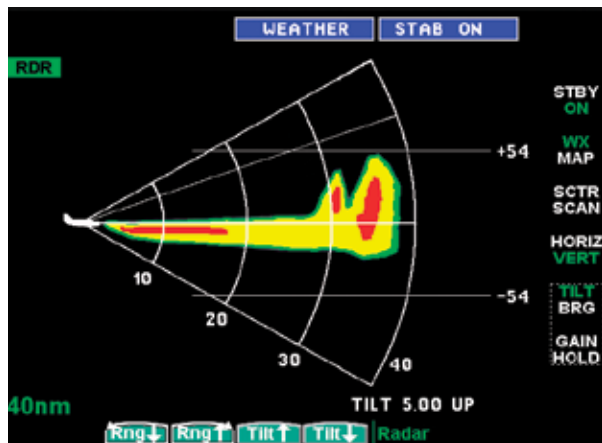 WEATHER STAB ON
RDR
STBY
ON
WX
MAP
+54
SCTR
SCAN
HORIZ
VERT
10
TILT
BRG
-54
20
30
GAIN
HOLD
40
40nm
TILT 5.00 UP
Rng↓ Rng↑ Tilt↑ Tilt↓ Radar